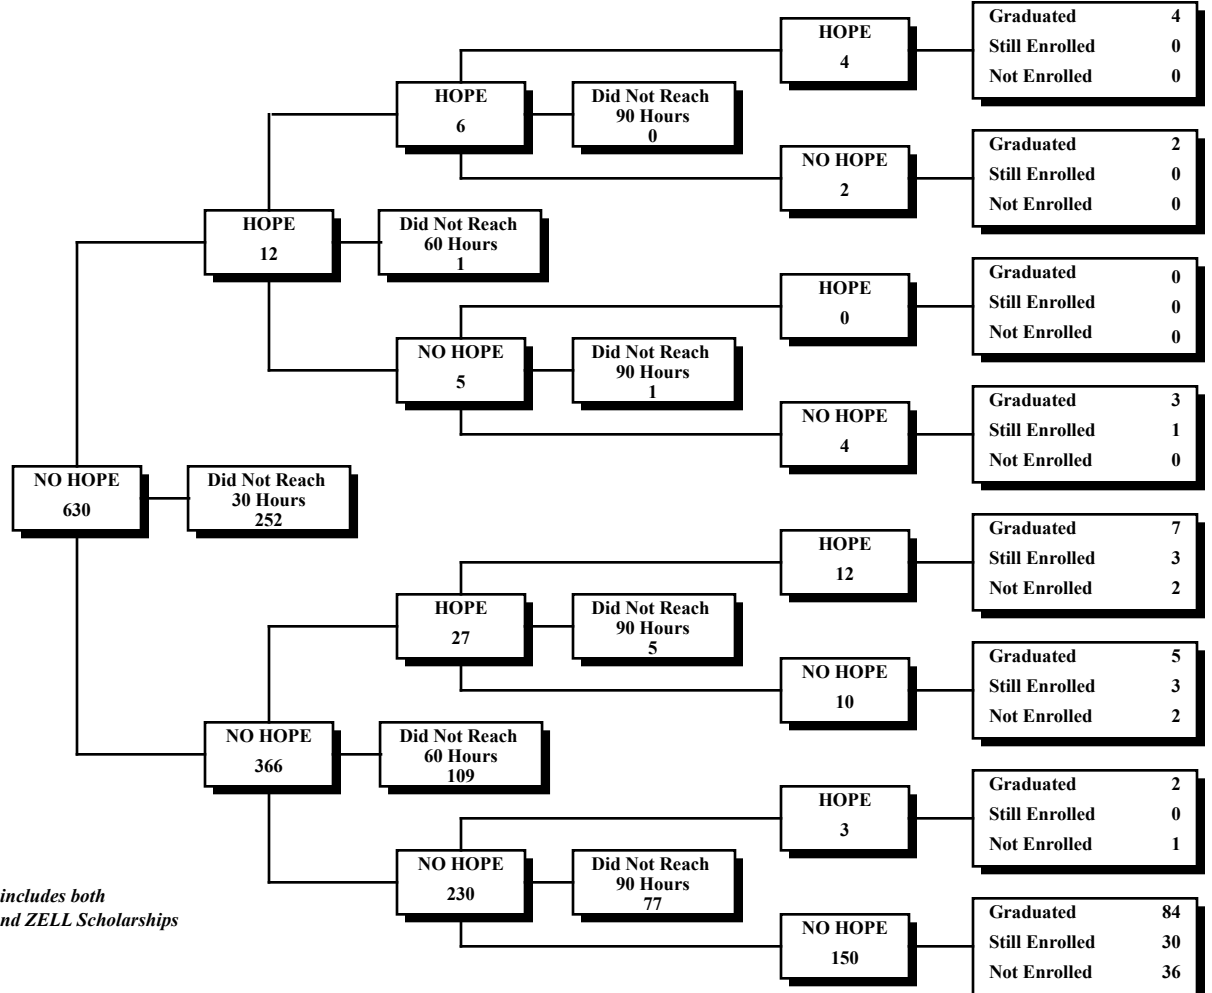 HOPE
4
Graduated 4
Still Enrolled 0
Not Enrolled 0
HOPE
6
Did Not Reach
90 Hours
0
NO HOPE
2
Graduated 2
Still Enrolled 0
Not Enrolled 0
HOPE
12
Did Not Reach
60 Hours
1
HOPE
0
Graduated 0
Still Enrolled 0
Not Enrolled 0
NO HOPE
5
Did Not Reach
90 Hours
1
NO HOPE
4
Graduated 3
Still Enrolled 1
Not Enrolled 0
NO HOPE
630
Did Not Reach
30 Hours
252
HOPE
12
Graduated 7
Still Enrolled 3
Not Enrolled 2
HOPE
27
Did Not Reach
90 Hours
5
NO HOPE
10
Graduated 5
Still Enrolled 3
Not Enrolled 2
NO HOPE
366
Did Not Reach
60 Hours
109
HOPE
3
Graduated 2
Still Enrolled 0
Not Enrolled 1
NO HOPE
230
Did Not Reach
90 Hours
77
NO HOPE
150
Graduated 84
Still Enrolled 30
Not Enrolled 36
includes both
nd ZELL Scholarships